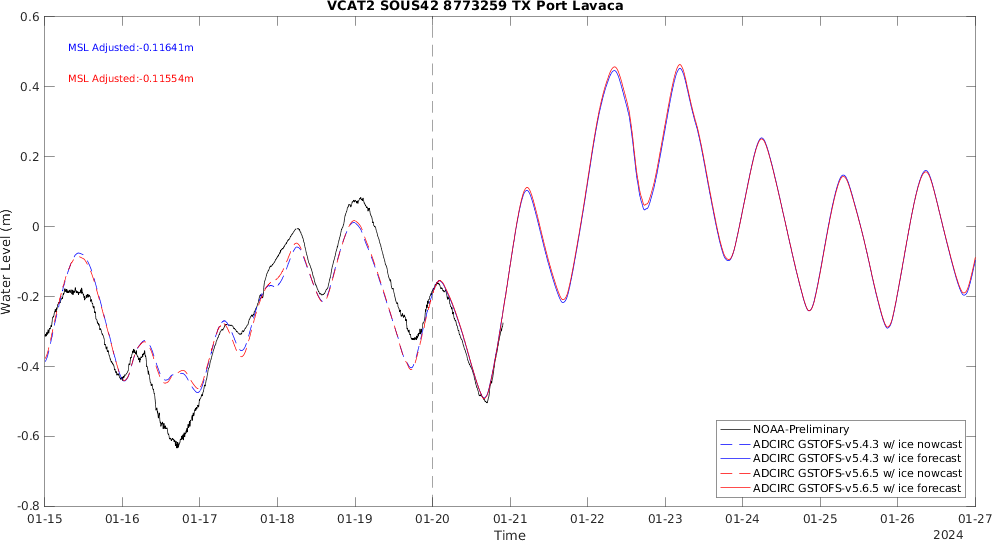 VCAT2 SOUS42 8773259 TX Port Lavaca
0.6
MSL Adjusted:-0.11641m
MSL Adjusted:-0.11554m
0.4
0.2
0
-0.2
-0.4
-0.6
-0.8
Water Level (m)
NOAA-Preliminary
ADCIRC GSTOFS-v5.4.3 w/ ice nowcast
ADCIRC GSTOFS-v5.4.3 w/ ice forecast
ADCIRC GSTOFS-v5.6.5 w/ ice nowcast
ADCIRC GSTOFS-v5.6.5 w/ ice forecast
01-15 01-16 01-17 01-18 01-19 01-20 01-21 01-22 01-23 01-24 01-25 01-26 01-27
Time
2024